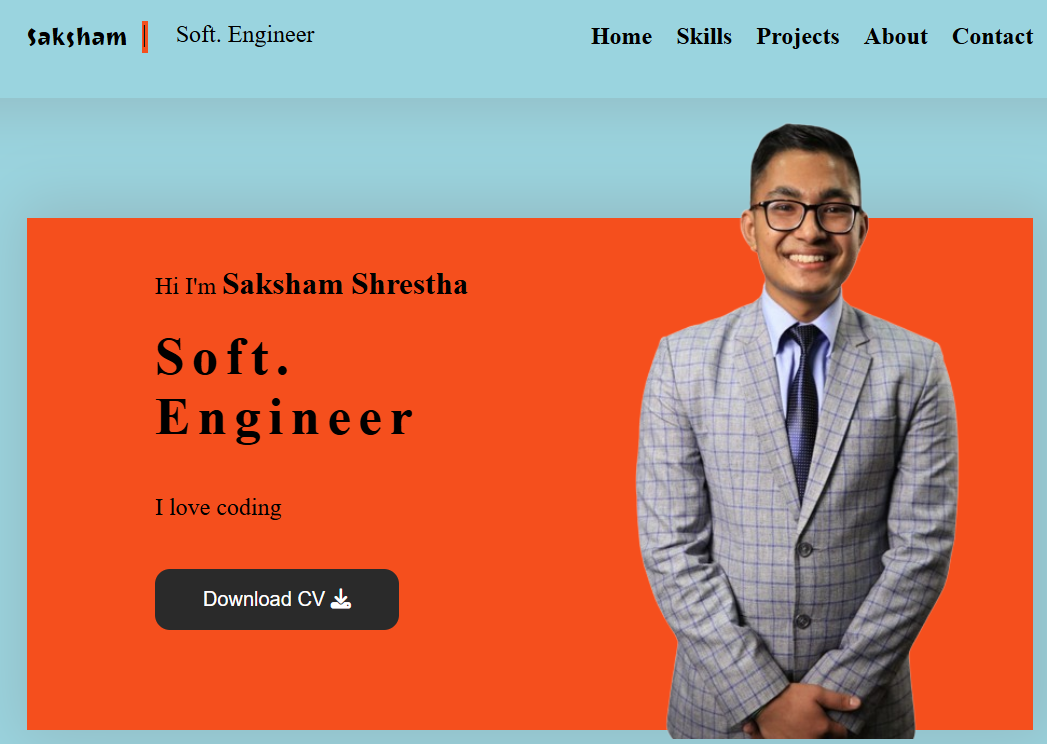 Saksham | Soft. Engineer Home Skills Projects About Contact
Hi I'm Saksham Shrestha
Soft.
Engineer
I love coding
Download CV